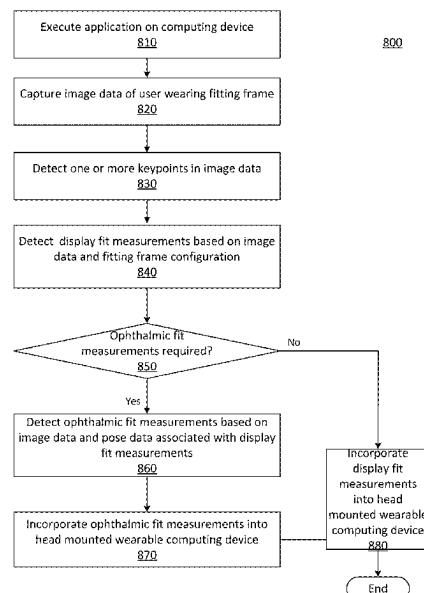 Execute application on computing device
810
800
Capture image data of user wearing fitting frame
820
Detect one or more keypoints in image data
830
Detect display fit measurements based on image
data and fitting frame configuration
840
Ophthalmic fit
measurements required?
850
No
Yes
Detect ophthalmic fit measurements based on
image data and pose data associated with display
fit measurements
860
Incorporate
display fit
measurements
into head
mounted wearable
computing device
880
Incorporate ophthalmic fit measurements into
head mounted wearable computing device
870
End